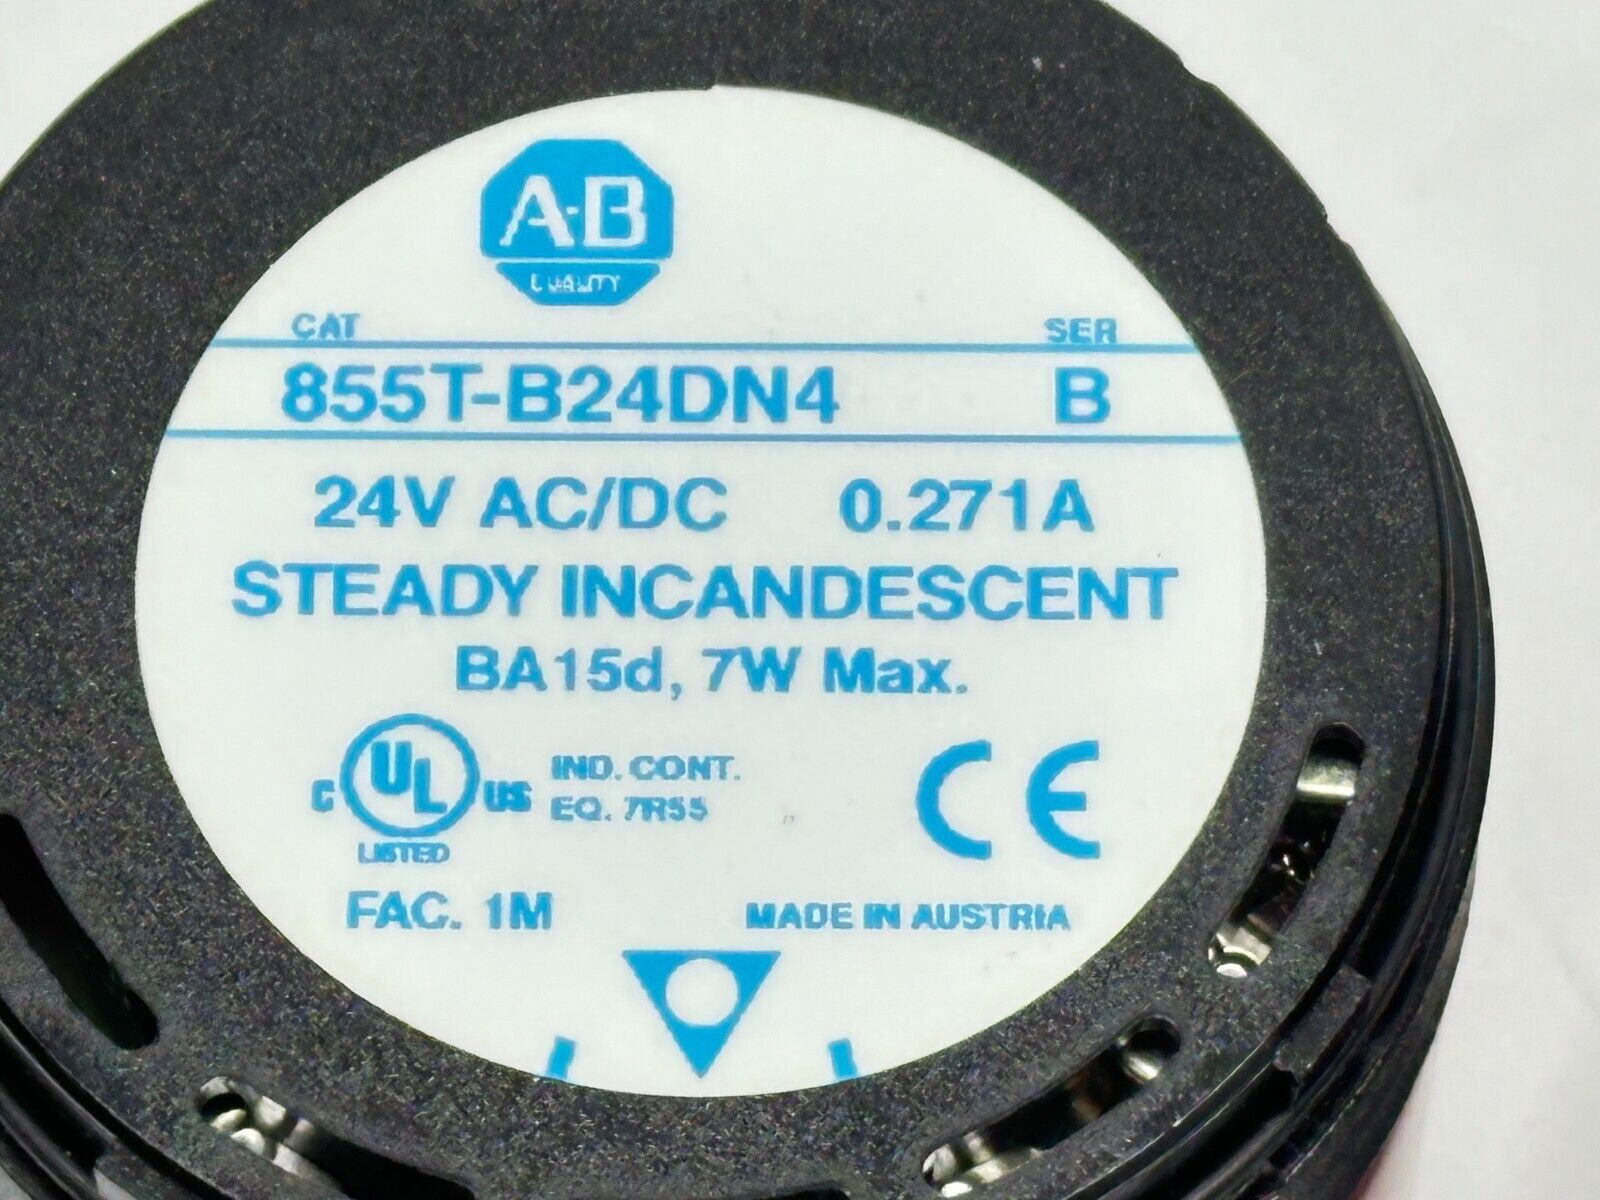 A-B
QUALITY
CAT SER
855T-B24DN4 B
24V AC/DC 0.271A
STEADY INCANDESCENT
BA15d, 7W Max.
C UL US IND. CONT. CE
EQ. 7R55
LISTED
FAC. 1M MADE IN AUSTRIA